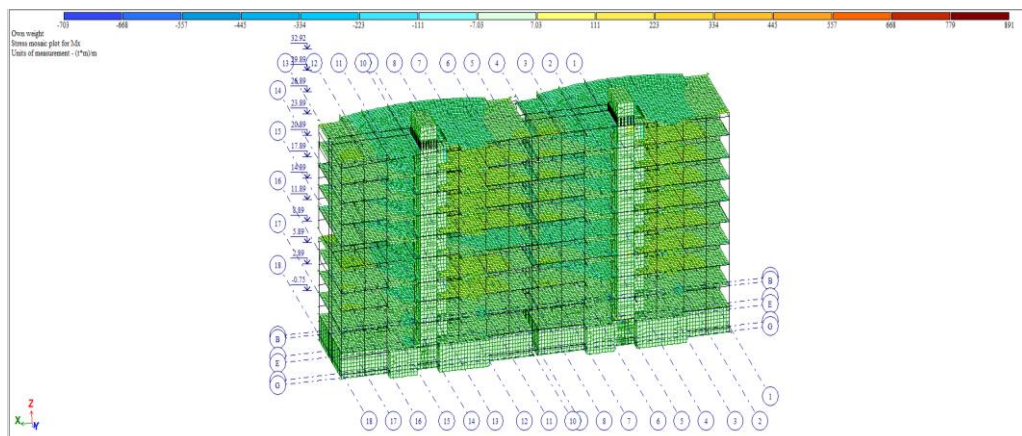 -703 -668 -557 -445 -334 -223 -111 -7.03 7.03 111 223 334 445 557 668 779 891
Own weight
Stress mosaic plot for Mx
Units of measurement - (t*m)/m
32.92
29.89
26.89
23.89
20.89
17.89
14.89
11.89
8.89
5.89
2.89
-0.75
13 12 11 10 8 7 6 5 4 3 2 1
14
15
16
17
18
B
E
G
B
E
G
1
18 17 16 15 14 13 12 11 10 8 7 6 5 4 3 2
Z
X
Y